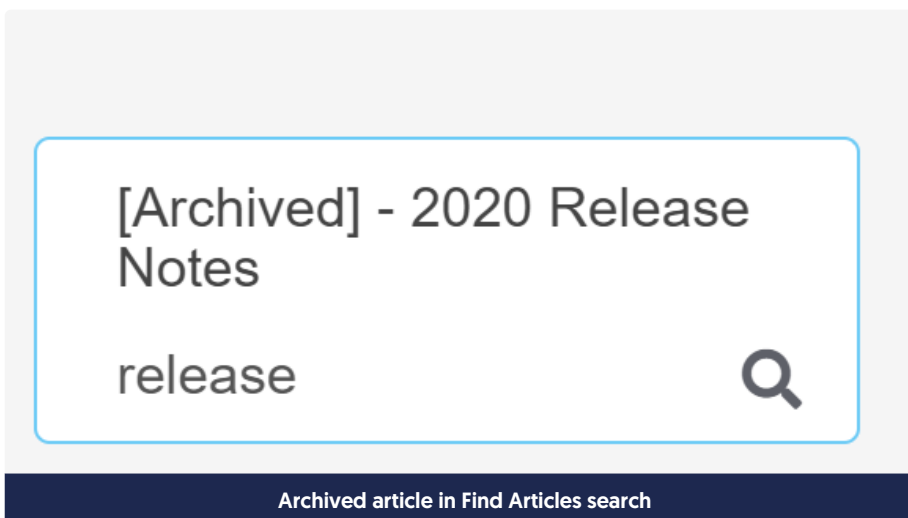 [Archived] - 2020 Release
Notes
release
Archived article in Find Articles search